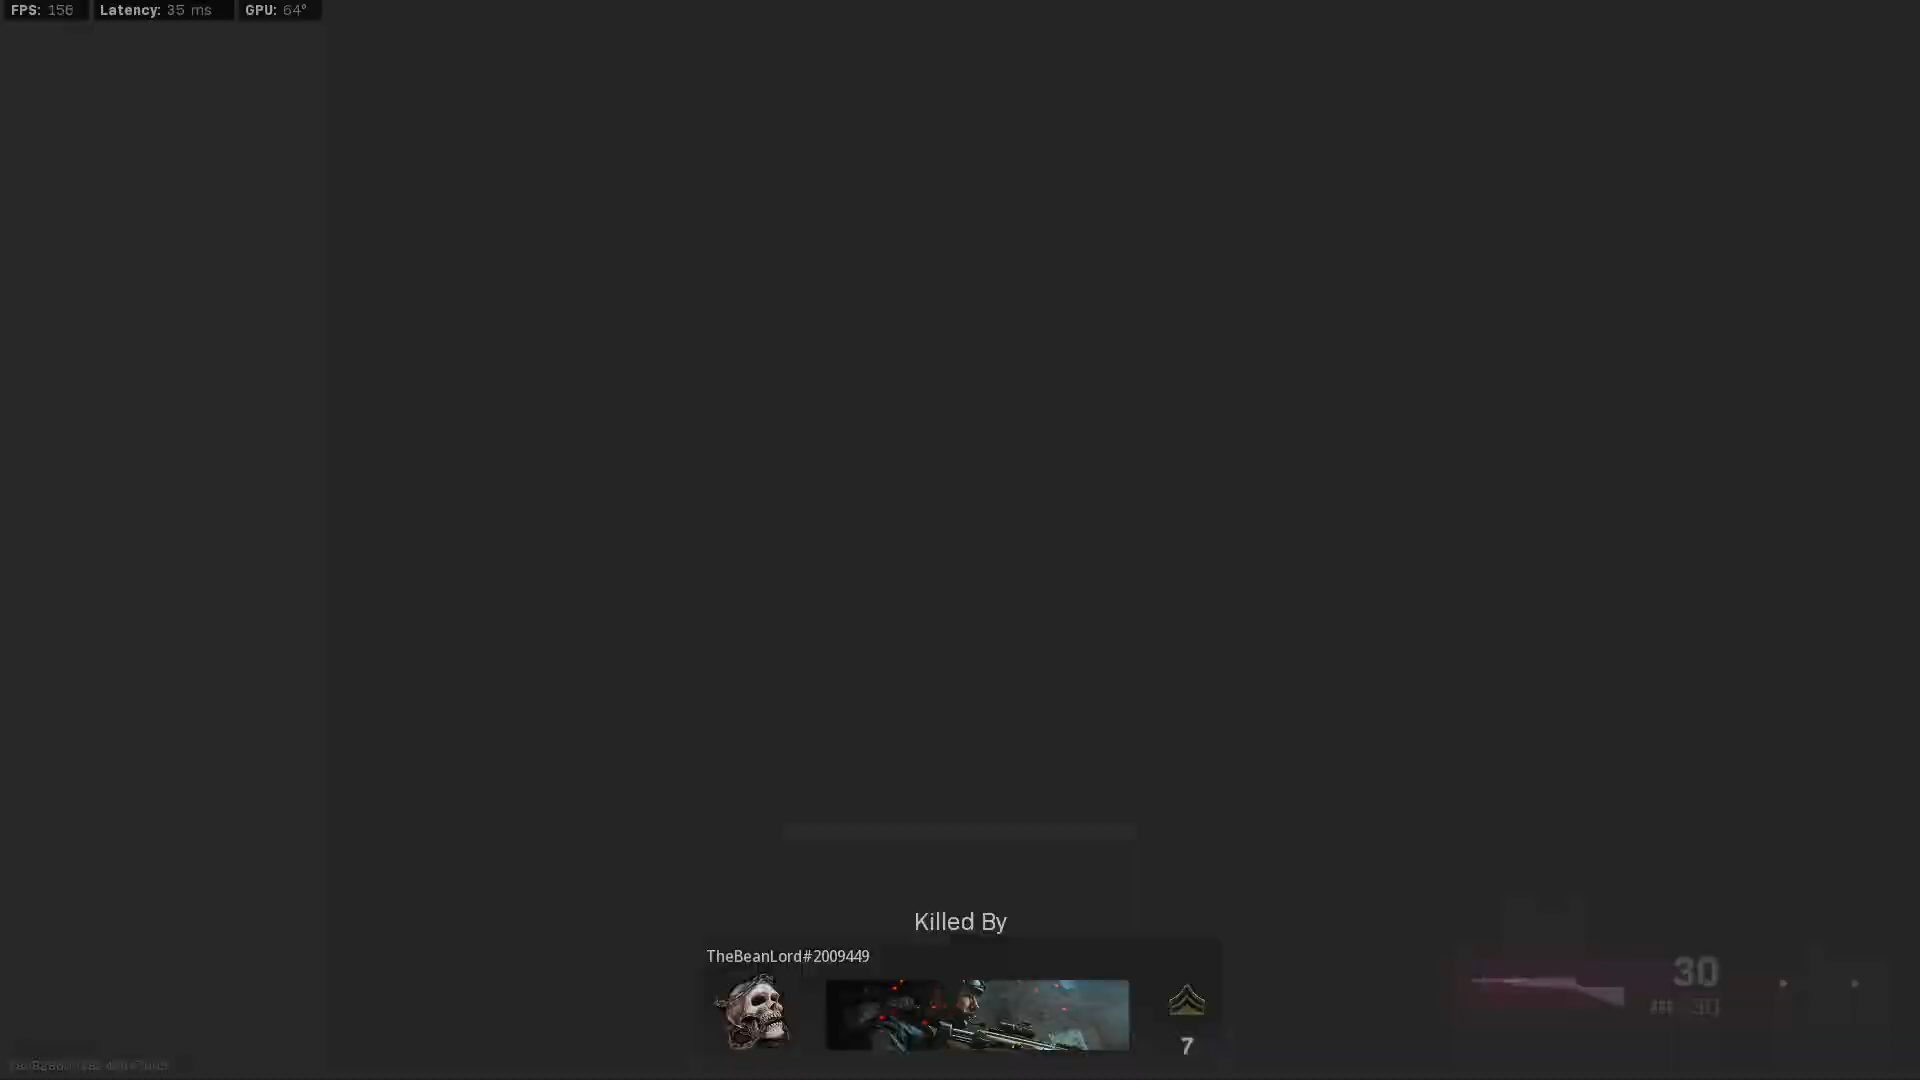 FPS: 156 Latency: 35 ms GPU: 64°
Killed By
TheBeanLord#2009449
30
7